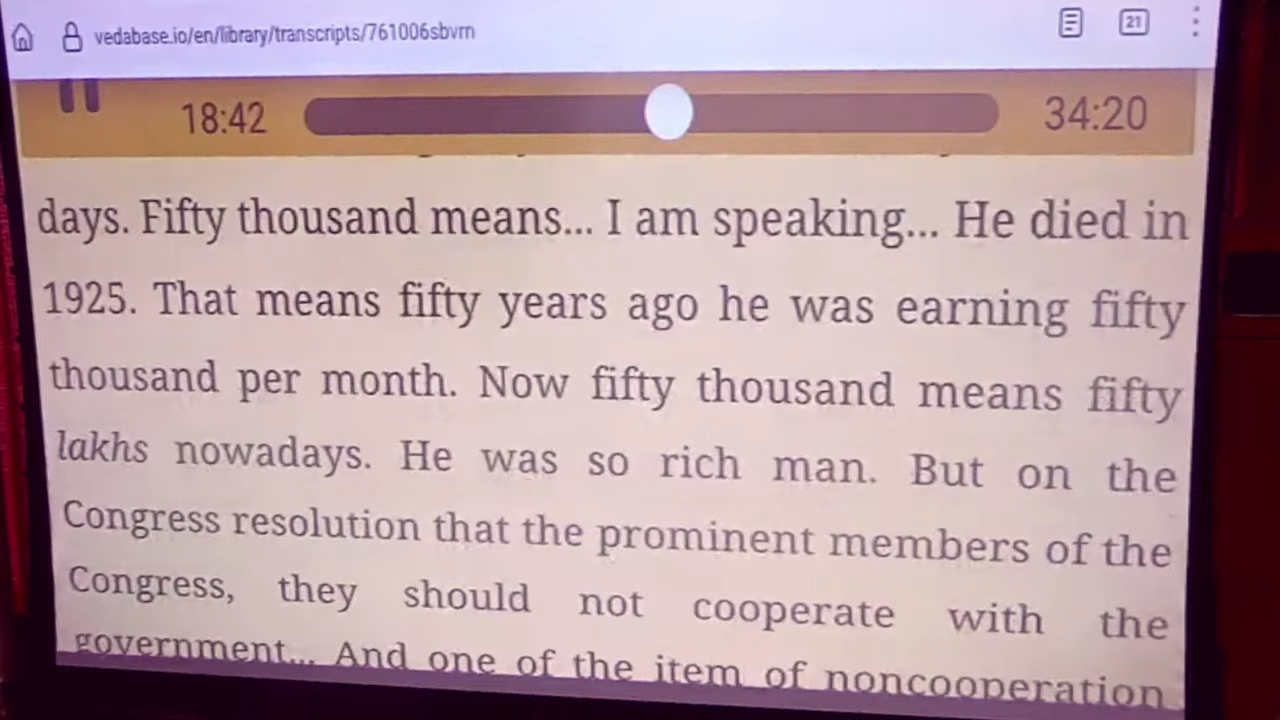 vedabase.io/en/library/transcripts/761006sbvrn
21
18:42
34:20
days. Fifty thousand means... I am speaking... He died in
1925. That means fifty years ago he was earning fifty
thousand per month. Now fifty thousand means fifty
lakhs nowadays. He was so rich man. But on the
Congress resolution that the prominent members of the
Congress, they should not cooperate with the
government... And one of the item of noncooperation